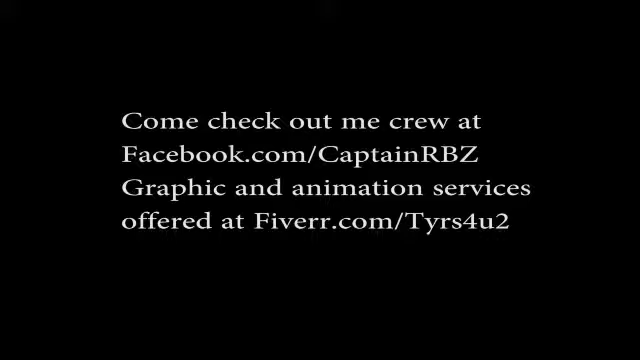 Come check out me crew at
Facebook.com/CaptainRBZ
Graphic and animation services
offered at Fiverr.com/Tyrs4u2